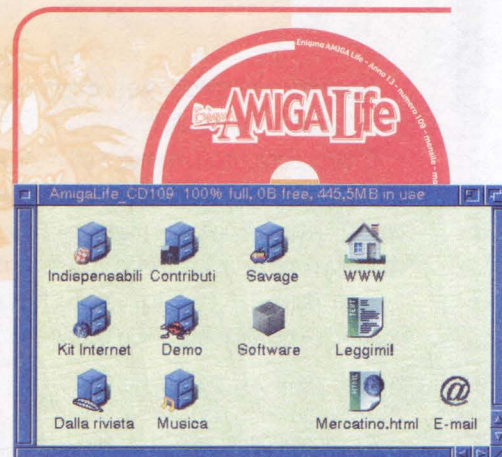 Enigma AMIGA Life - Anno 13 - numero 109 - mensile -
Enigma AMIGA Life
AmigaLife_CD109 100% full, 0B free, 445,5MB in use
Indispensabili Contributi Savage WWW
Kit Internet Demo Software Leggimi!
Dalla rivista Musica Mercatino.html E-mail